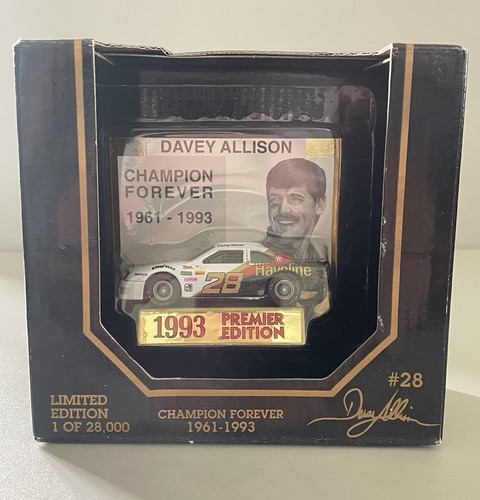 DAVEY ALLISON
CHAMPION
FOREVER
1961 - 1993
Havoline
28
1993 PREMIER
EDITION
#28
LIMITED
EDITION
1 OF 28,000
CHAMPION FOREVER
1961-1993
Davey Allison